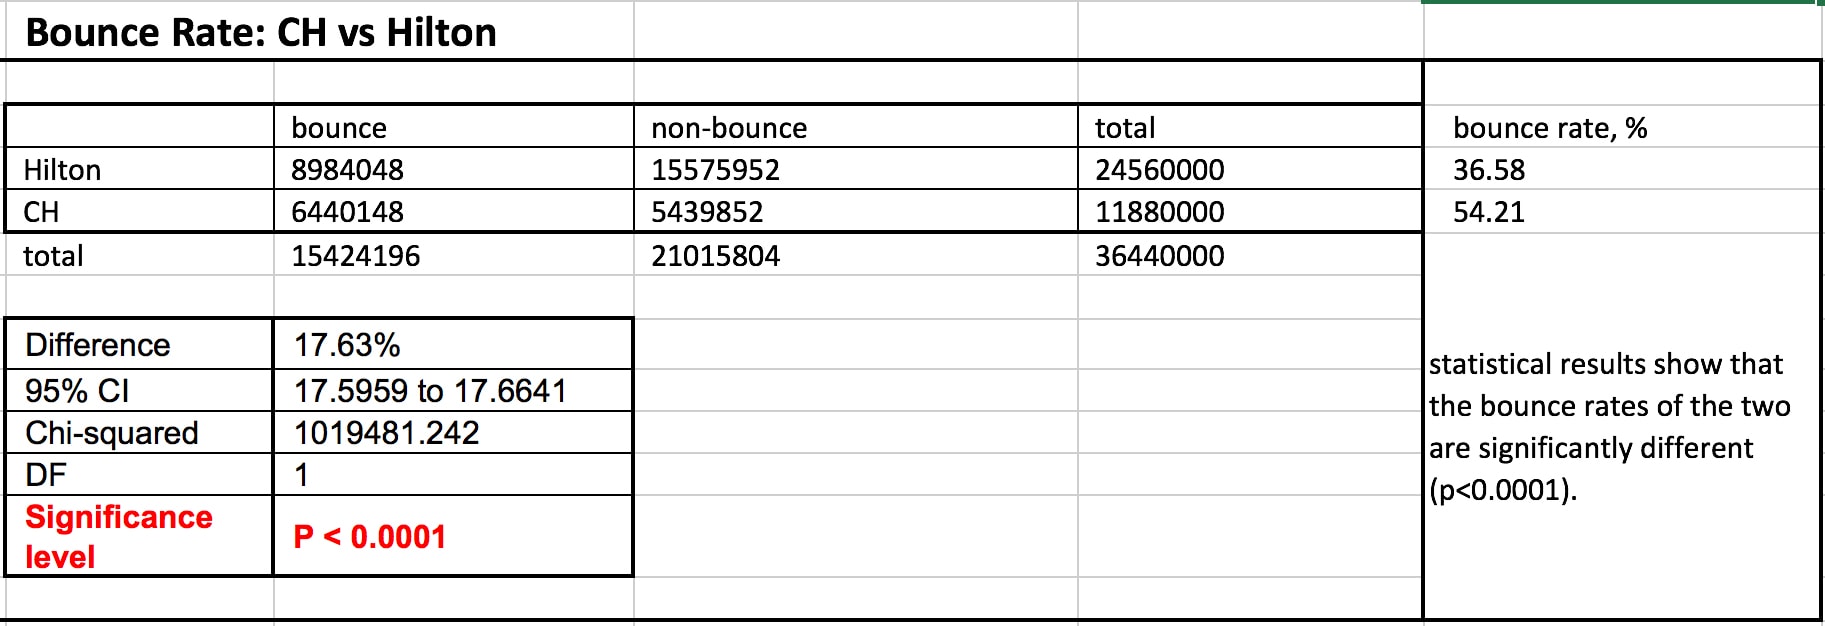 Bounce Rate: CH vs Hilton
bounce non-bounce total bounce rate, %
Hilton 8984048 15575952 24560000 36.58
CH 6440148 5439852 11880000 54.21
total 15424196 21015804 36440000
Difference 17.63%
95% CI 17.5959 to 17.6641
Chi-squared 1019481.242
DF 1
Significance
level
P < 0.0001
statistical results show that
the bounce rates of the two
are significantly different
(p<0.0001).